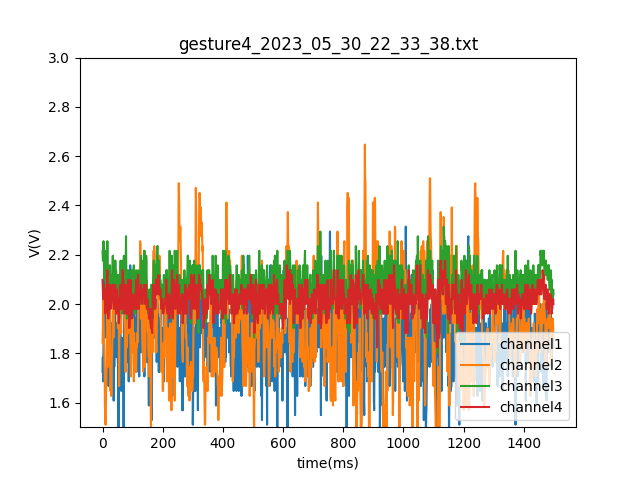 gesture4_2023_05_30_22_33_38.txt
3.0
2.8
2.6
2.4
2.2
2.0
1.8
1.6
V(V)
channel1
channel2
channel3
channel4
0 200 400 600 800 1000 1200 1400
time(ms)